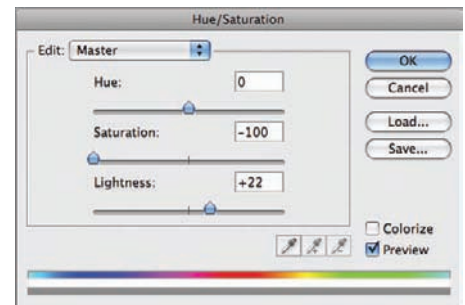 Hue/Saturation
Edit: Master
OK
Hue: 0
Cancel
Load...
Saturation: -100
Save...
Lightness: +22
Colorize
Preview